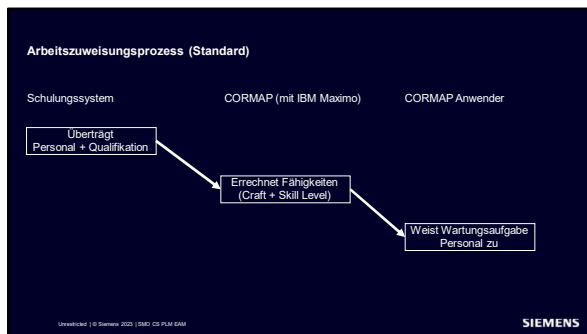 Arbeitszuweisungsprozess (Standard)
Schulungssystem
CORMAP (mit IBM Maximo)
CORMAP Anwender
Überträgt
Personal + Qualifikation
Errechnet Fähigkeiten
(Craft + Skill Level)
Weist Wartungsaufgabe
Personal zu
Unrestricted | © Siemens 2023 | SMO CS PLM EAM
SIEMENS